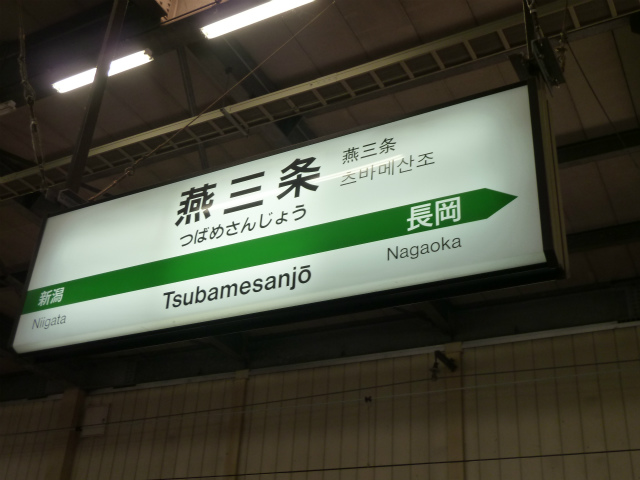 燕三条
燕三条
츠바메산조
つばめさんじょう
長岡
新潟
Nagaoka
Tsubamesanjō
Niigata